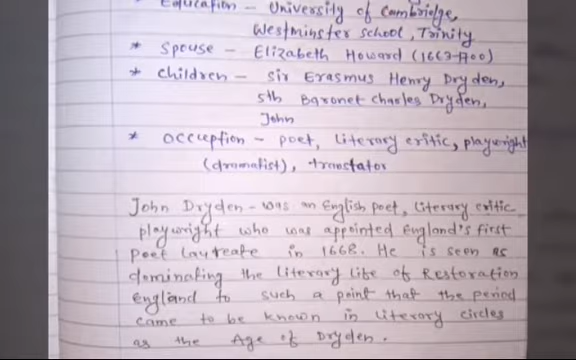 * Education - University of Cambridge,
Westminster School, Trinity
* Spouse - Elizabeth Howard (1663-1700)
* Children - Sir Erasmus Henry Dryden,
5th Baronet Charles Dryden,
John
* Occuption - poet, literary critic, playwright
(dramatist), translator
John Dryden - was an English poet, literary critic
playwright who was appointed England's first
Poet Laureate in 1668. He is seen as
dominating the literary life of Restoration
England to such a point that the period
came to be known in literary circles
as the Age of Dryden.